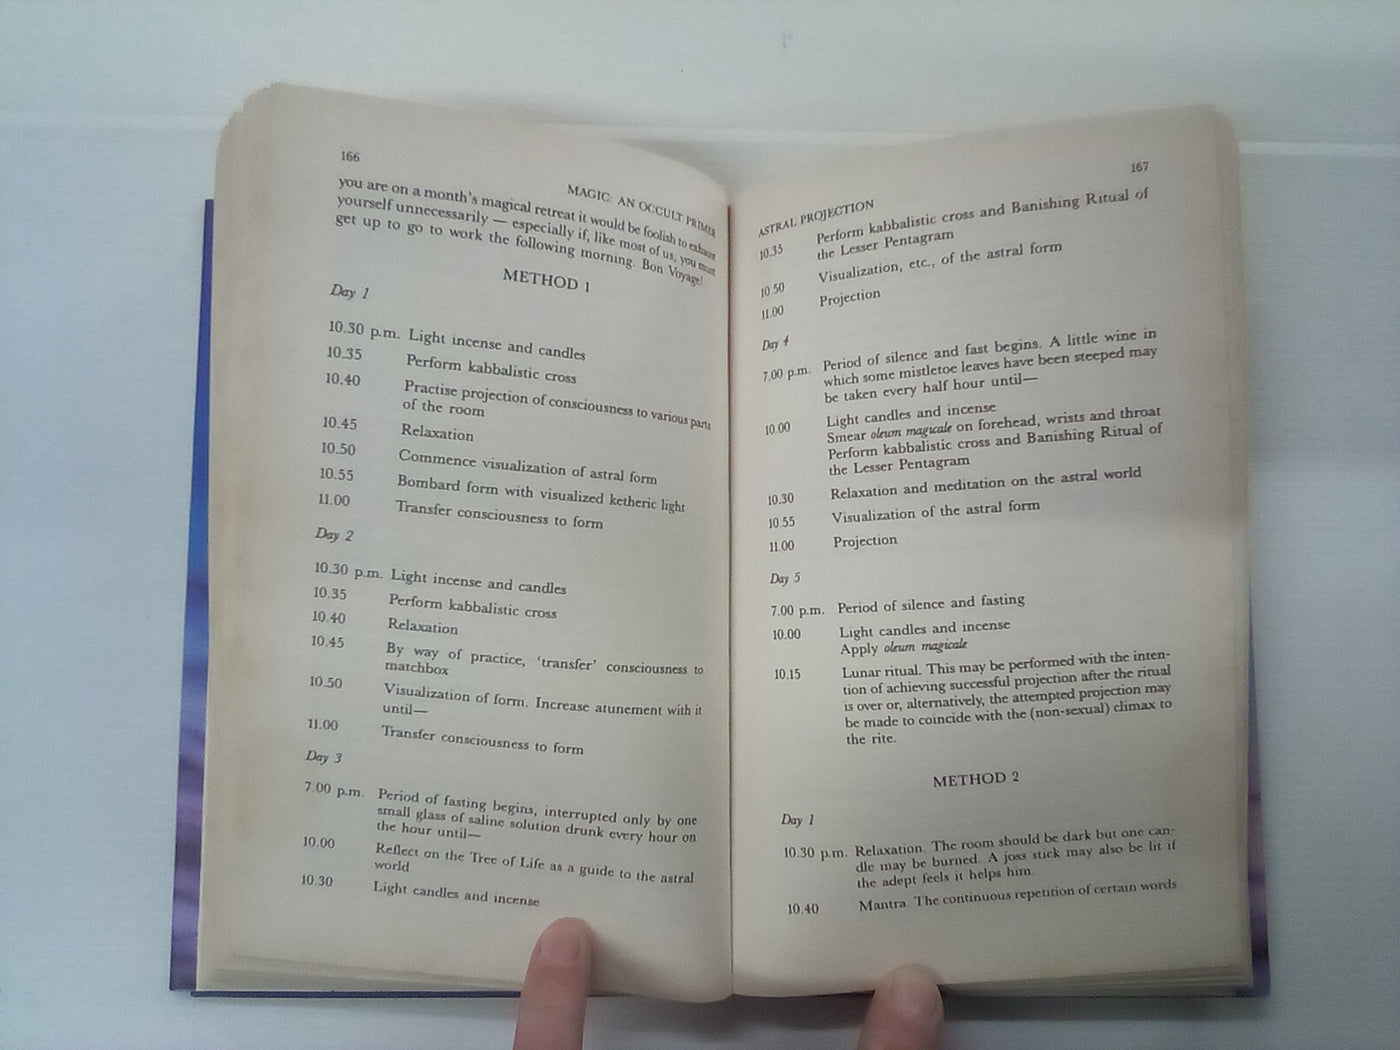 166
MAGIC: AN OCCULT PRIMER
you are on a month's magical retreat it would be foolish to exhaust
yourself unnecessarily — especially if, like most of us, you must
get up to go to work the following morning. Bon Voyage!
METHOD 1
Day 1
10.30 p.m. Light incense and candles
10.35 Perform kabbalistic cross
10.40 Practise projection of consciousness to various parts
of the room
10.45 Relaxation
10.50 Commence visualization of astral form
10.55 Bombard form with visualized ketheric light
11.00 Transfer consciousness to form
Day 2
10.30 p.m. Light incense and candles
10.35 Perform kabbalistic cross
10.40 Relaxation
10.45 By way of practice, 'transfer' consciousness to
matchbox
10.50 Visualization of form. Increase atunement with it
until—
11.00 Transfer consciousness to form
Day 3
7.00 p.m. Period of fasting begins, interrupted only by one
small glass of saline solution drunk every hour on
the hour until—
10.00 Reflect on the Tree of Life as a guide to the astral
world
10.30 Light candles and incense
167
ASTRAL PROJECTION
10.35 Perform kabbalistic cross and Banishing Ritual of
the Lesser Pentagram
10.50 Visualization, etc., of the astral form
11.00 Projection
Day 4
7.00 p.m. Period of silence and fast begins. A little wine in
which some mistletoe leaves have been steeped may
be taken every half hour until—
10.00 Light candles and incense
Smear oleum magicale on forehead, wrists and throat
Perform kabbalistic cross and Banishing Ritual of
the Lesser Pentagram
10.30 Relaxation and meditation on the astral world
10.55 Visualization of the astral form
11.00 Projection
Day 5
7.00 p.m. Period of silence and fasting
10.00 Light candles and incense
Apply oleum magicale
10.15 Lunar ritual. This may be performed with the inten-
tion of achieving successful projection after the ritual
is over or, alternatively, the attempted projection may
be made to coincide with the (non-sexual) climax to
the rite.
METHOD 2
Day 1
10.30 p.m. Relaxation. The room should be dark but one can-
dle may be burned. A joss stick may also be lit if
the adept feels it helps him.
10.40 Mantra. The continuous repetition of certain words